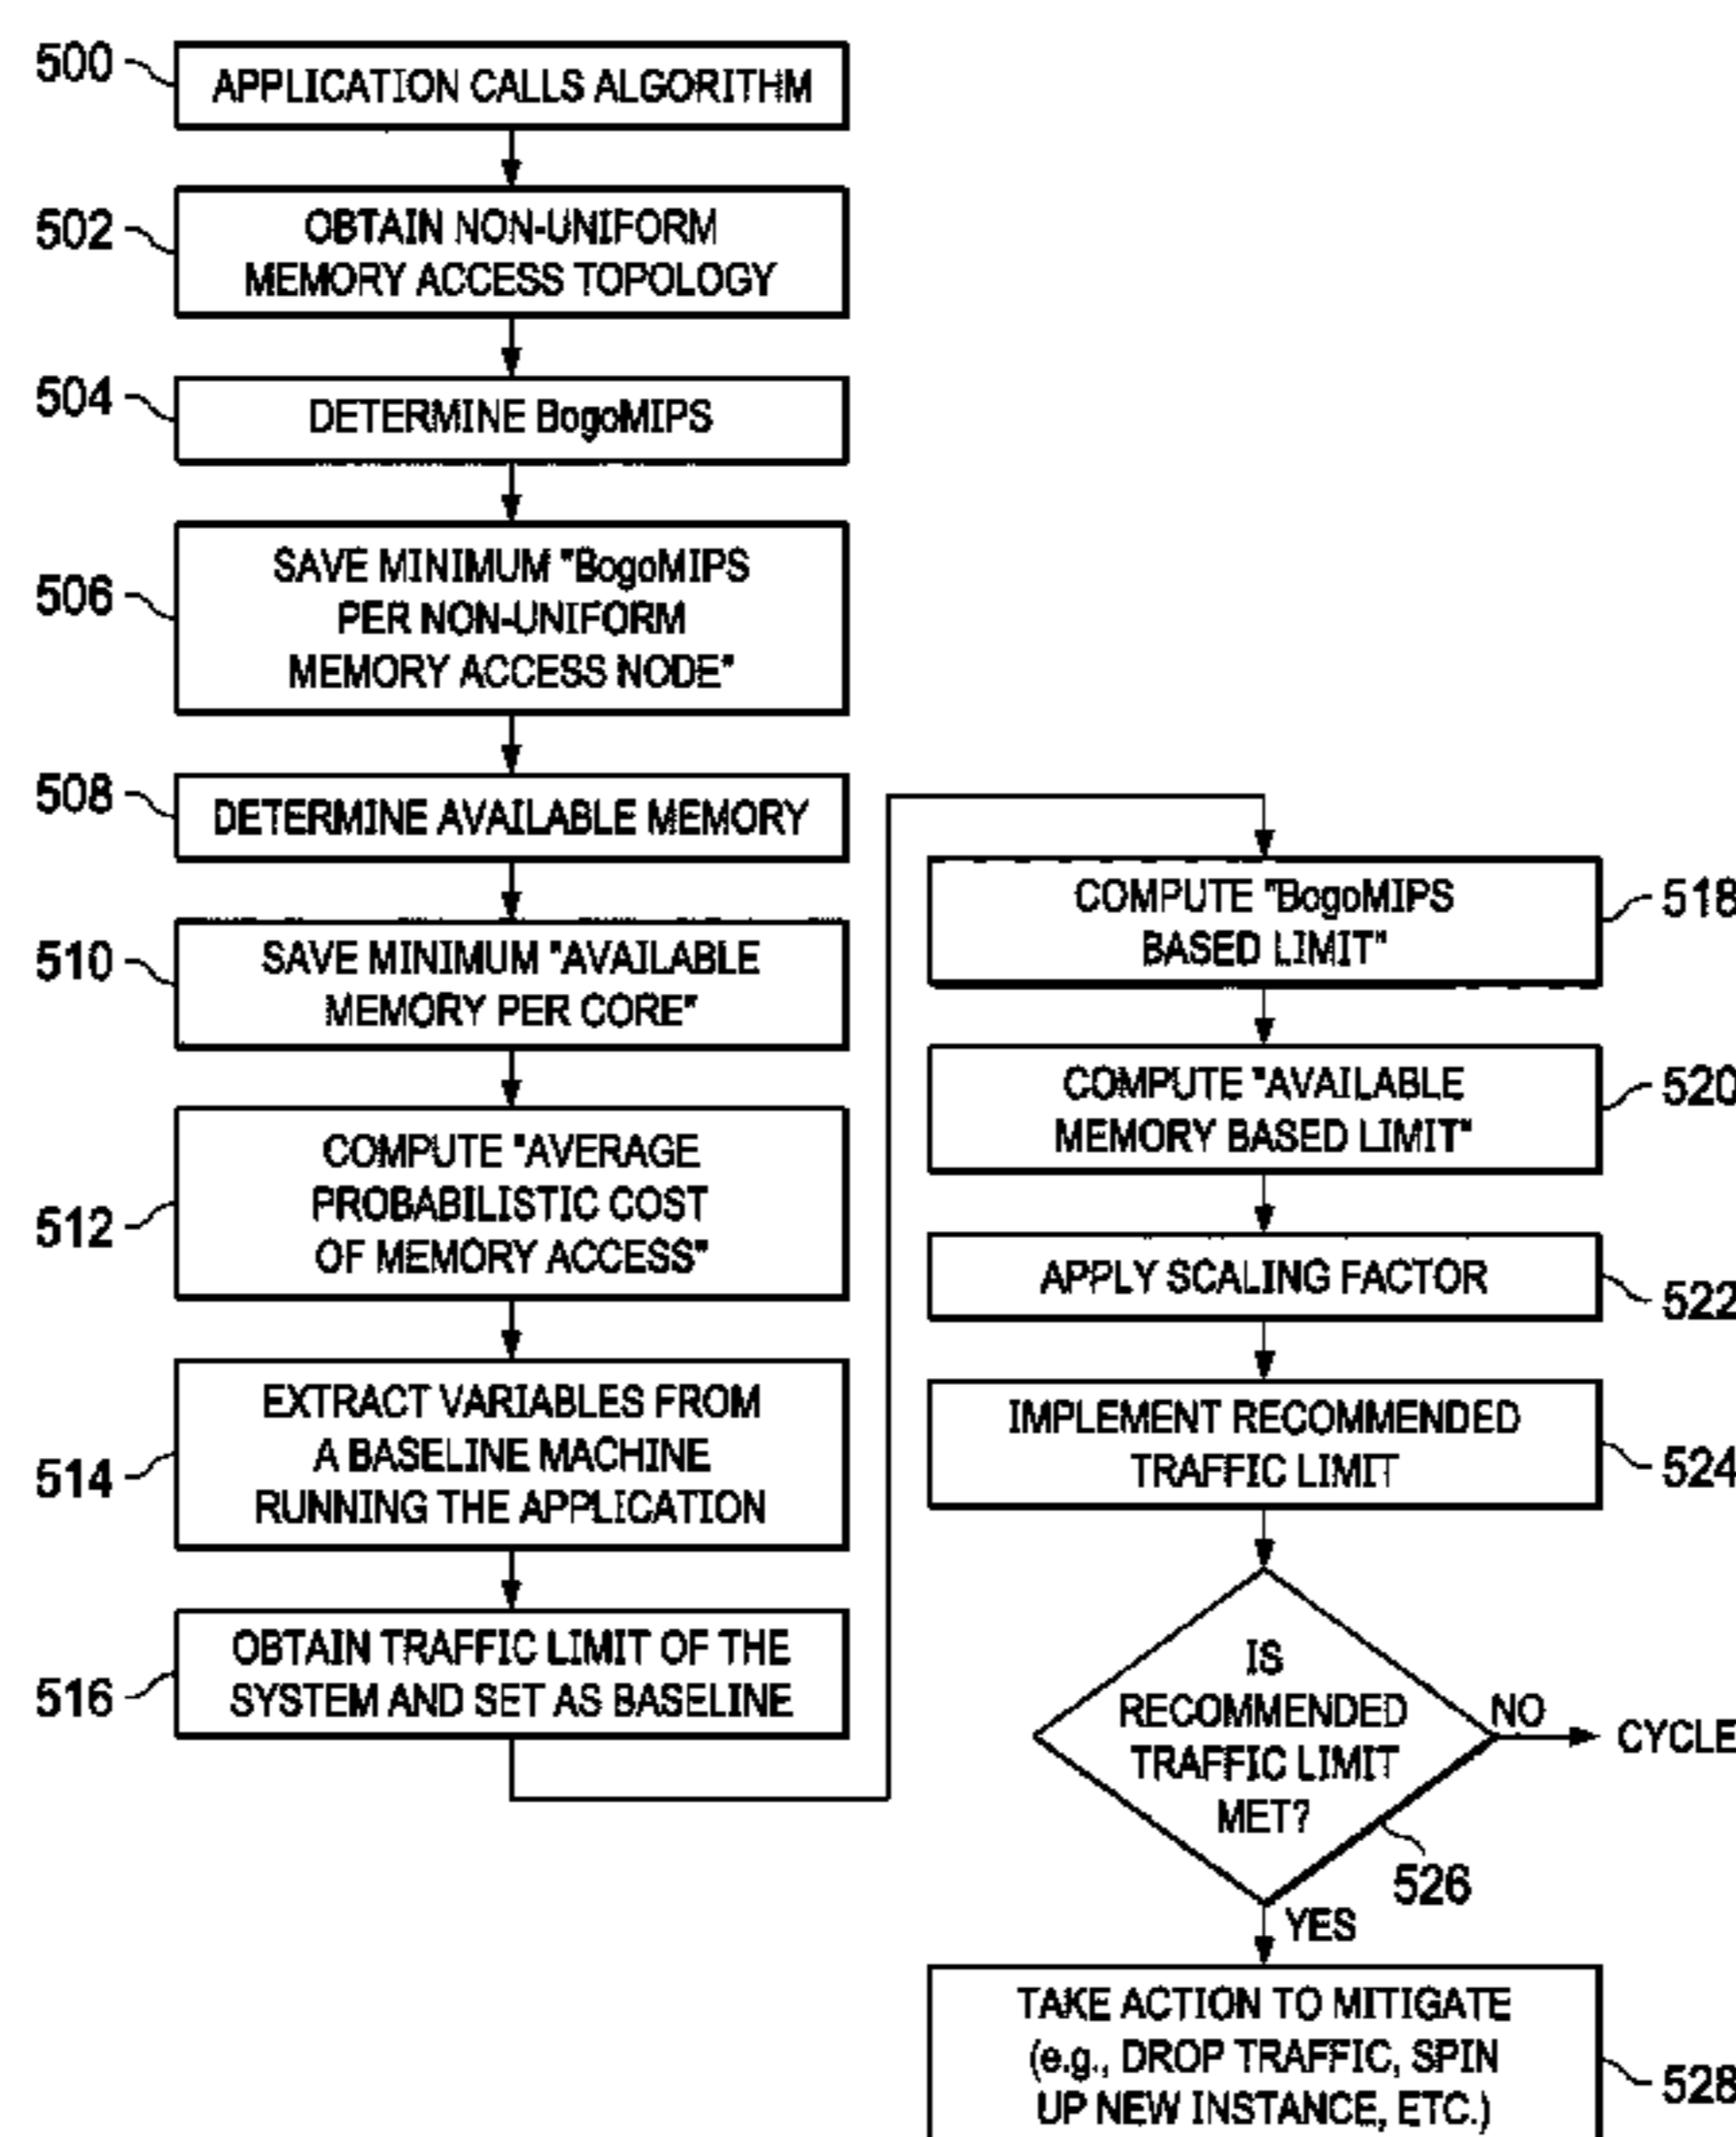 500
APPLICATION CALLS ALGORITHM
502
OBTAIN NON-UNIFORM
MEMORY ACCESS TOPOLOGY
504
DETERMINE BogoMIPS
506
SAVE MINIMUM "BogoMIPS
PER NON-UNIFORM
MEMORY ACCESS NODE"
508
DETERMINE AVAILABLE MEMORY
510
SAVE MINIMUM "AVAILABLE
MEMORY PER CORE"
512
COMPUTE "AVERAGE
PROBABILISTIC COST
OF MEMORY ACCESS"
514
EXTRACT VARIABLES FROM
A BASELINE MACHINE
RUNNING THE APPLICATION
516
OBTAIN TRAFFIC LIMIT OF THE
SYSTEM AND SET AS BASELINE
COMPUTE "BogoMIPS
BASED LIMIT"
518
COMPUTE "AVAILABLE
MEMORY BASED LIMIT"
520
APPLY SCALING FACTOR
522
IMPLEMENT RECOMMENDED
TRAFFIC LIMIT
524
IS
RECOMMENDED
TRAFFIC LIMIT
MET?
NO
CYCLE
526
YES
TAKE ACTION TO MITIGATE
(e.g., DROP TRAFFIC, SPIN
UP NEW INSTANCE, ETC.)
528